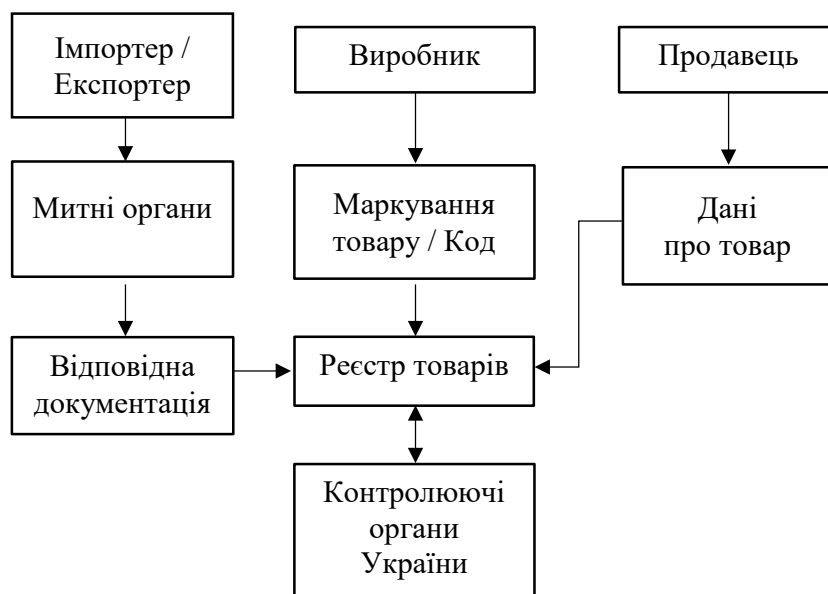 Імпортер /
Експортер
Виробник
Продавець
Митні органи
Маркування
товару / Код
Дані
про товар
Відповідна
документація
Реєстр товарів
Контролюючі
органи
України